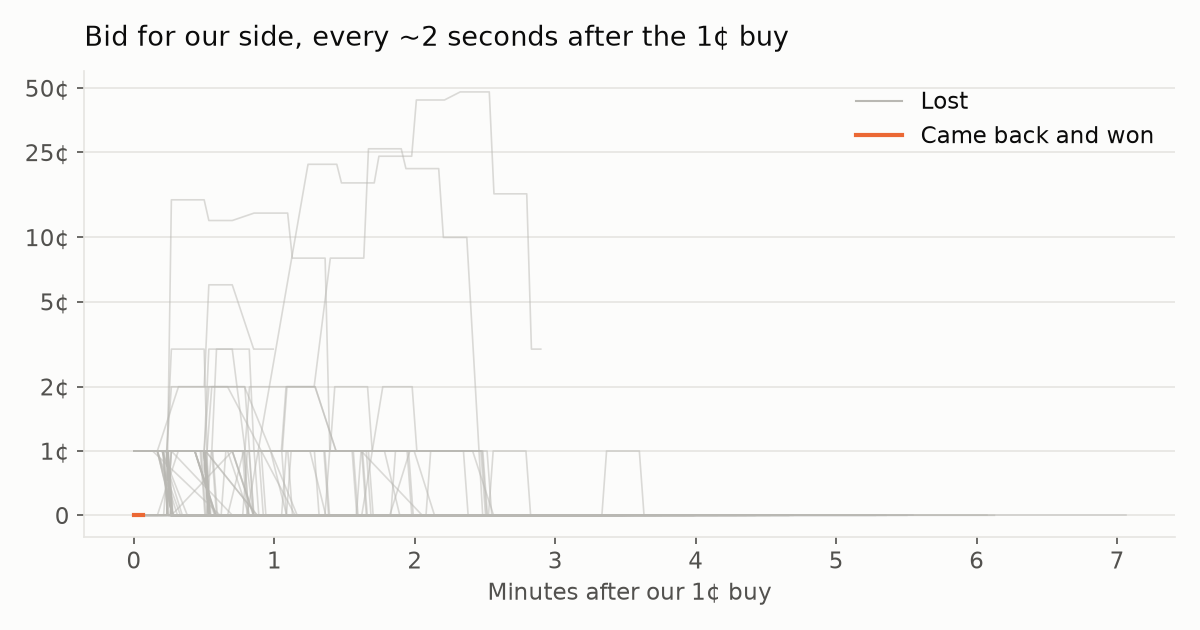 Bid for our side, every ~2 seconds after the 1¢ buy
50¢
25¢
10¢
5¢
2¢
1¢
0
Lost
Came back and won
0 1 2 3 4 5 6 7
Minutes after our 1¢ buy